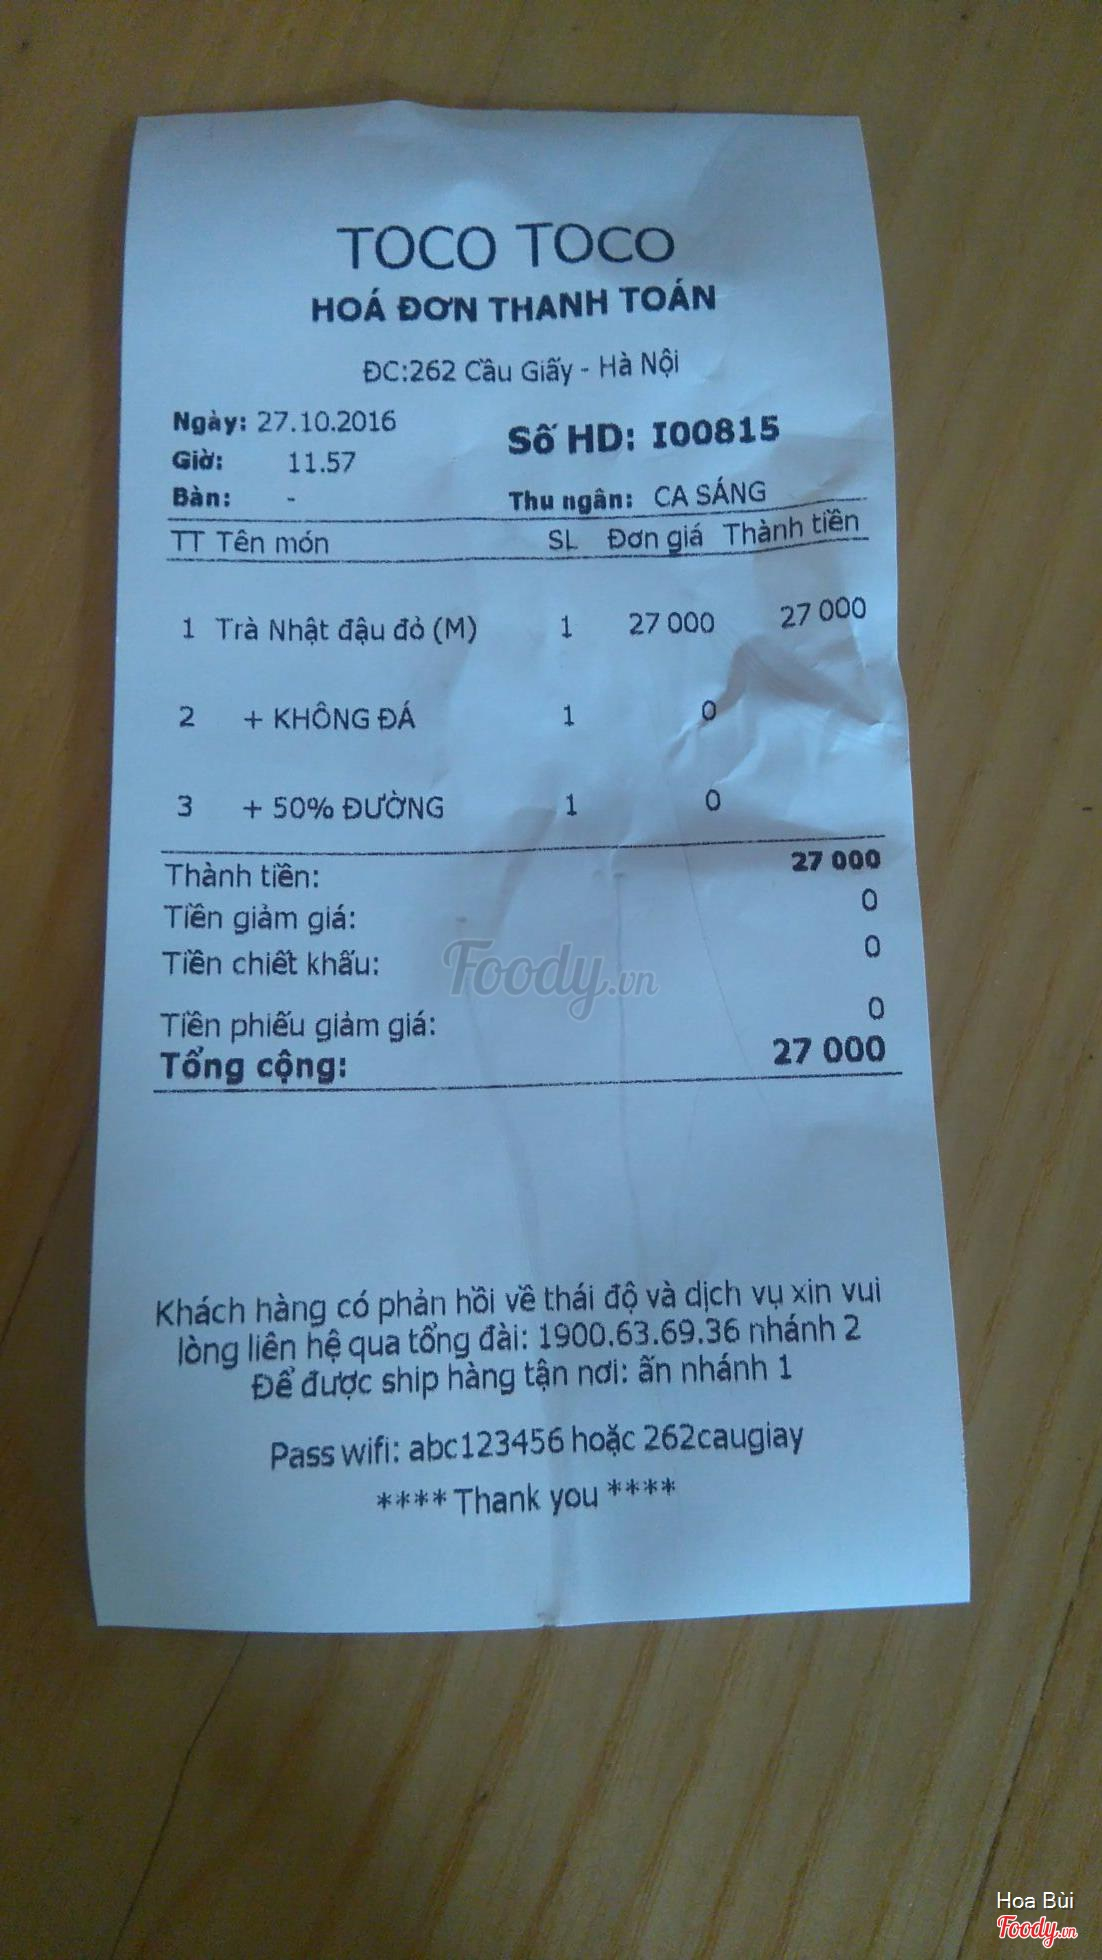 TOCO TOCO
HOÁ ĐƠN THANH TOÁN
ĐC:262 Cầu Giấy - Hà Nội
Ngày: 27.10.2016
Số HD: I00815
Giờ: 11.57
Bàn: -
Thu ngân: CA SÁNG
TT Tên món SL Đơn giá Thành tiền
1 Trà Nhật đậu đỏ (M) 1 27 000 27 000
2 + KHÔNG ĐÁ 1 0
3 + 50% ĐƯỜNG 1 0
Thành tiền: 27 000
Tiền giảm giá: 0
Tiền chiết khấu: 0
Foody.vn
Tiền phiếu giảm giá: 0
Tổng cộng: 27 000
Khách hàng có phản hồi về thái độ và dịch vụ xin vui
lòng liên hệ qua tổng đài: 1900.63.69.36 nhánh 2
Để được ship hàng tận nơi: ấn nhánh 1
Pass wifi: abc123456 hoặc 262caugiay
**** Thank you ****
Hoa Bùi
Foody.vn